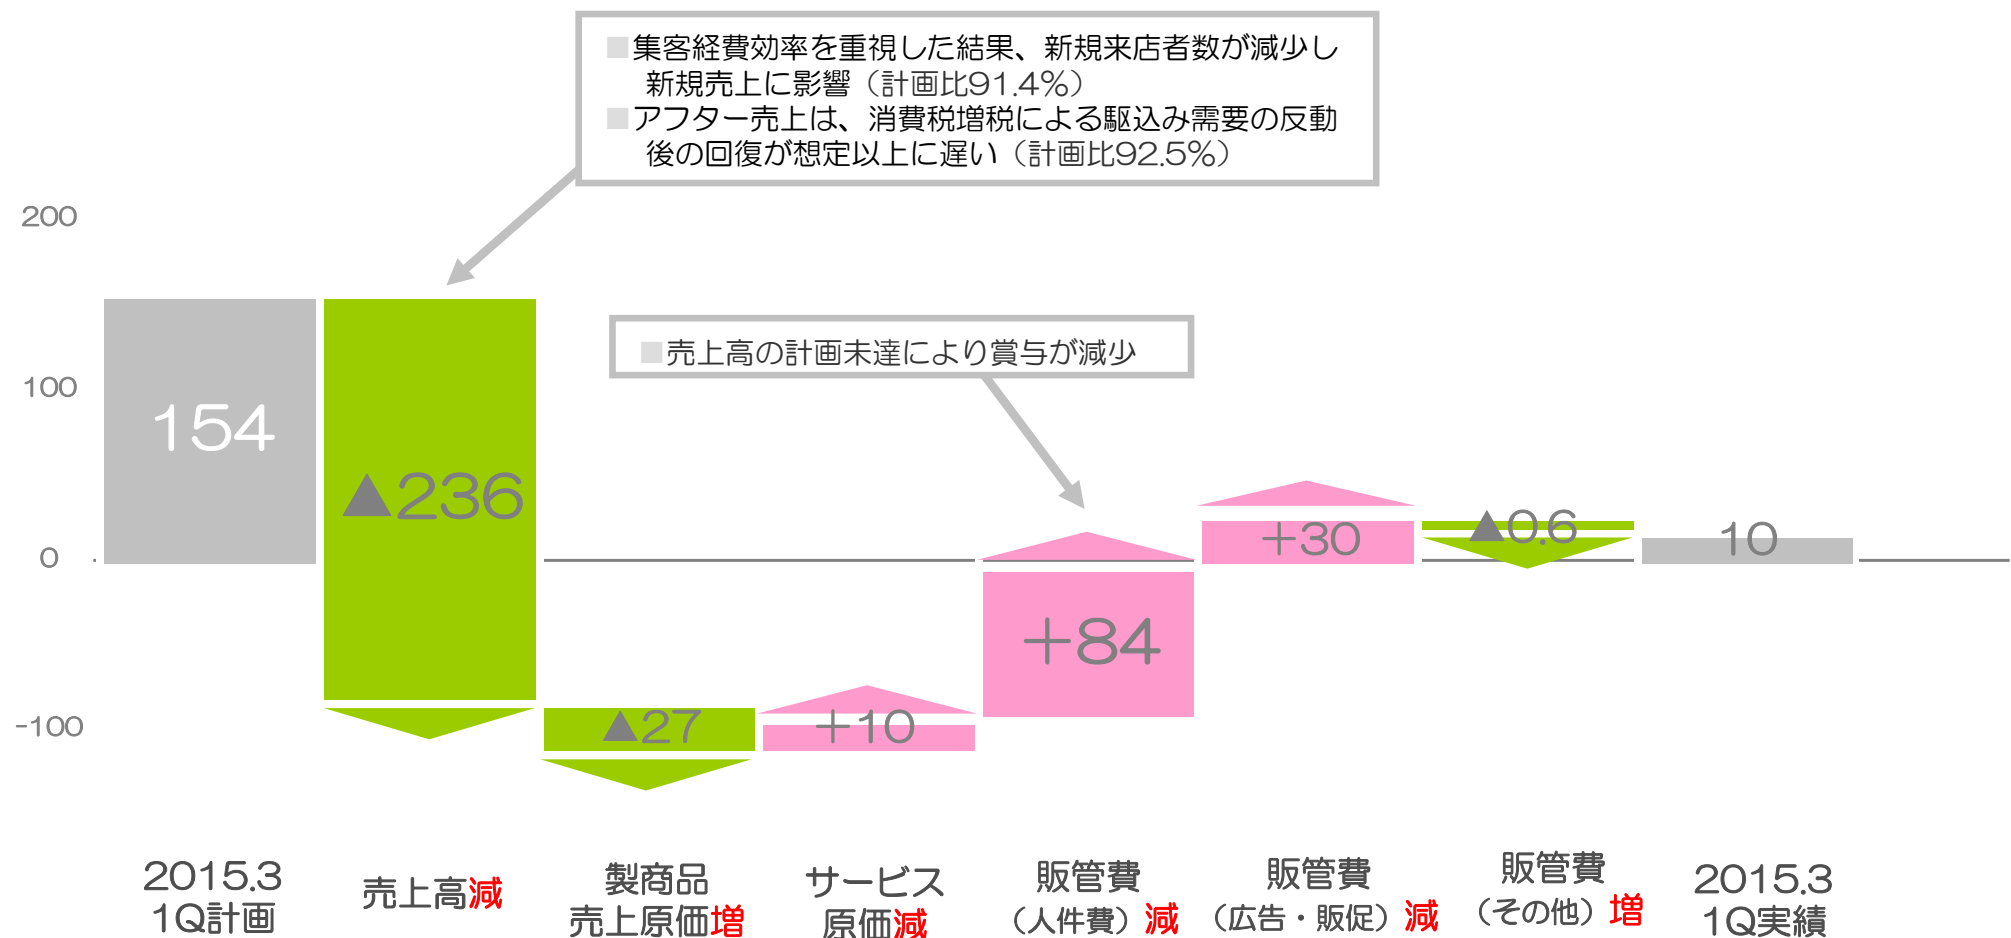 ■集客経費効率を重視した結果、新規来店者数が減少し
新規売上に影響（計画比91.4％）
■アフター売上は、消費税増税による駆込み需要の反動
後の回復が想定以上に遅い（計画比92.5％）
200
■売上高の計画未達により賞与が減少
100
154
▲236
+30
▲0.6
10
0
+84
-100
▲27
+10
2015.3
1Q計画
売上高減
製商品
売上原価増
サービス
原価減
販管費
（人件費）減
販管費
（広告・販促）減
販管費
（その他）増
2015.3
1Q実績